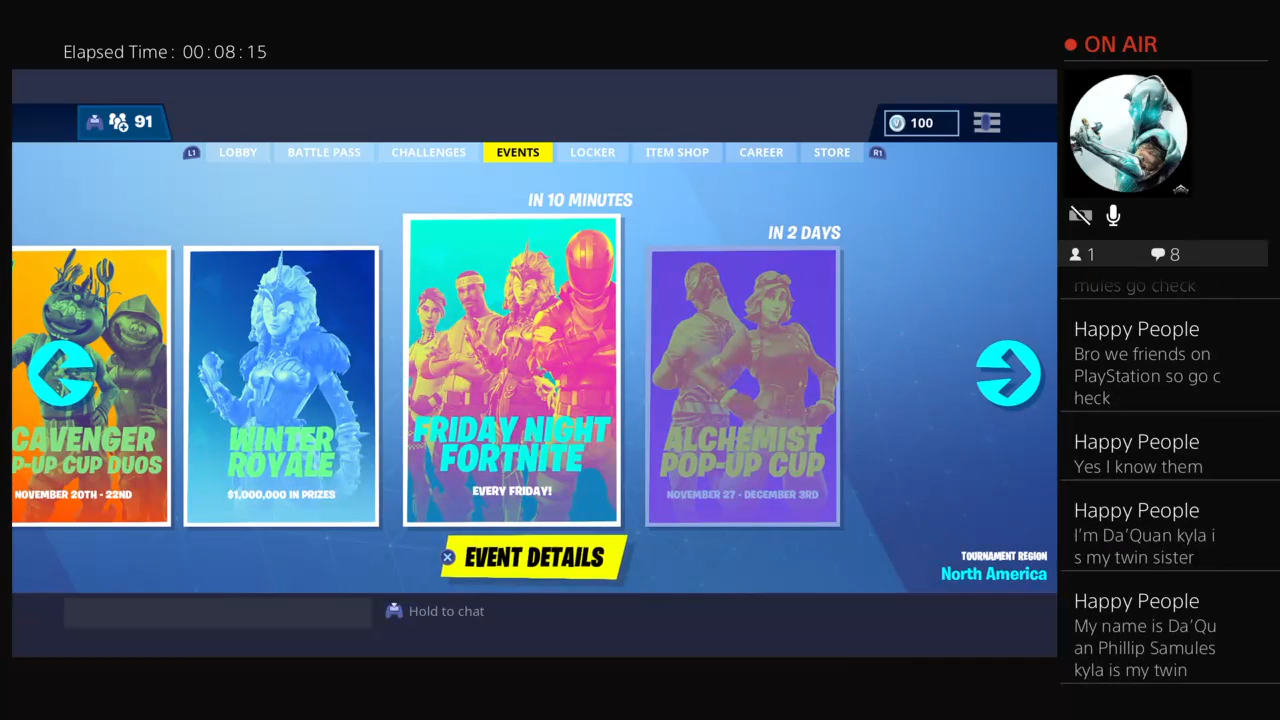 Elapsed Time: 00:08:15
ON AIR
91
100
L1 LOBBY BATTLE PASS CHALLENGES EVENTS LOCKER ITEM SHOP CAREER STORE R1
IN 10 MINUTES
IN 2 DAYS
CAVENGER
P-UP CUP DUOS
NOVEMBER 20TH - 22ND
WINTER
ROYALE
$1,000,000 IN PRIZES
FRIDAY NIGHT
FORTNITE
EVERY FRIDAY!
ALCHEMIST
POP-UP CUP
NOVEMBER 27 - DECEMBER 3RD
EVENT DETAILS
TOURNAMENT REGION
North America
Hold to chat
1 8
mules go check
Happy People
Bro we friends on
PlayStation so go c
heck
Happy People
Yes I know them
Happy People
I'm Da'Quan kyla i
s my twin sister
Happy People
My name is Da'Qu
an Phillip Samules
kyla is my twin